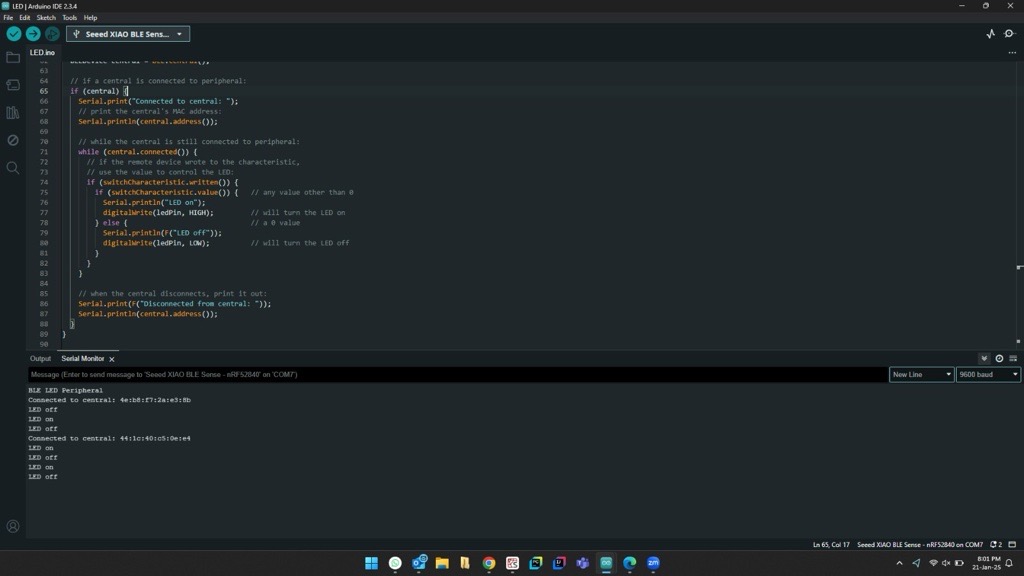 LED | Arduino IDE 2.3.4
File Edit Sketch Tools Help
Seeed XIAO BLE Sens...
LED.ino
63
64 // if a central is connected to peripheral:
65 if (central) {
66 Serial.print("Connected to central: ");
67 // print the central's MAC address:
68 Serial.println(central.address());
69
70 // while the central is still connected to peripheral:
71 while (central.connected()) {
72 // if the remote device wrote to the characteristic,
73 // use the value to control the LED:
74 if (switchCharacteristic.written()) {
75 if (switchCharacteristic.value()) { // any value other than 0
76 Serial.println("LED on");
77 digitalWrite(ledPin, HIGH); // will turn the LED on
78 } else { // a 0 value
79 Serial.println(F("LED off"));
80 digitalWrite(ledPin, LOW); // will turn the LED off
81 }
82 }
83 }
84
85 // when the central disconnects, print it out:
86 Serial.print(F("Disconnected from central: "));
87 Serial.println(central.address());
88 }
89 }
90
Output Serial Monitor
Message (Enter to send message to 'Seeed XIAO BLE Sense - nRF52840' on 'COM7')
New Line 9600 baud
BLE LED Peripheral
Connected to central: 4e:b8:f7:2a:e3:8b
LED off
LED on
LED off
Connected to central: 44:1c:40:c5:0e:e4
LED on
LED off
LED on
LED off
Ln 65, Col 17 Seeed XIAO BLE Sense - nRF52840 on COM7 2
zm
8:01 PM
21-Jan-25